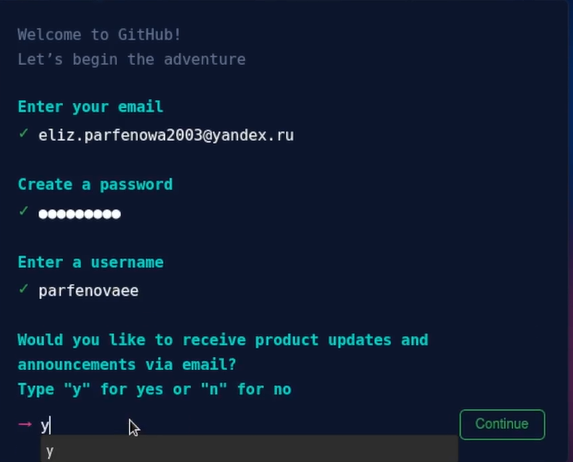 Welcome to GitHub!
Let’s begin the adventure
Enter your email
✓ eliz.parfenowa2003@yandex.ru
Create a password
✓ ●●●●●●●●●
Enter a username
✓ parfenovaee
Would you like to receive product updates and
announcements via email?
Type "y" for yes or "n" for no
→ y
Continue
y